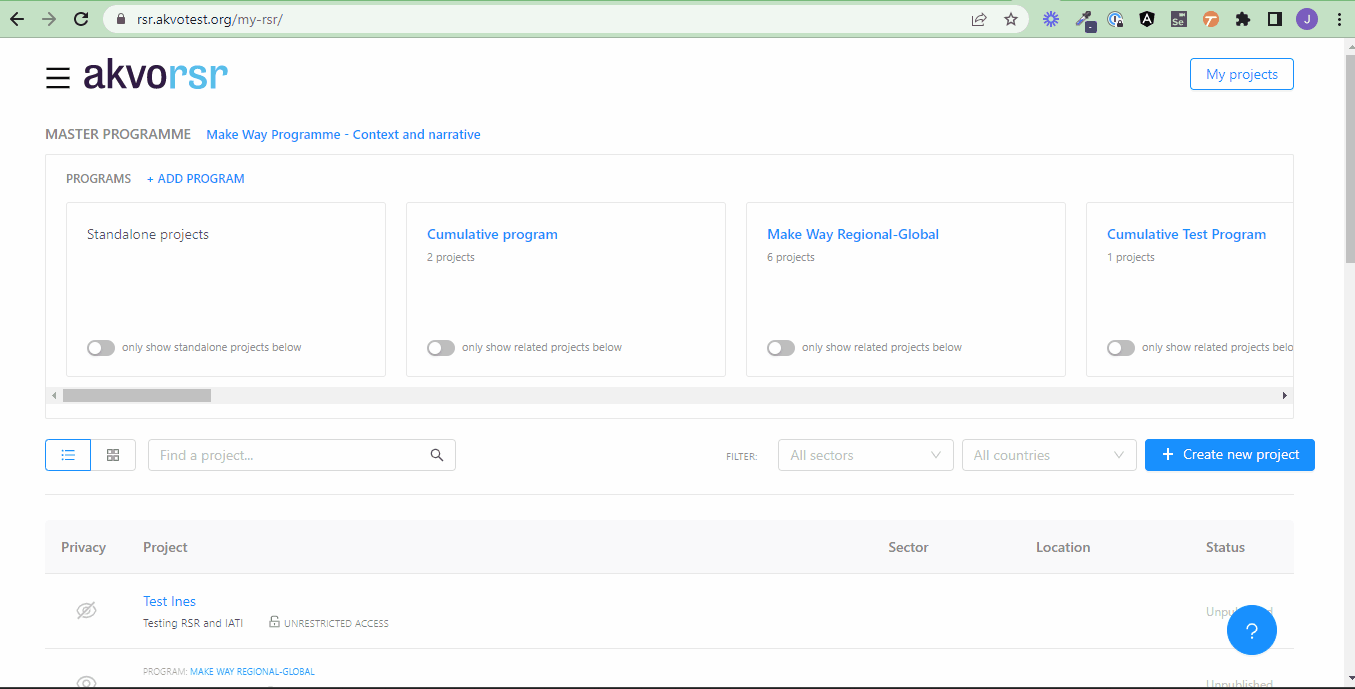 rsr.akvotest.org/my-rsr/
Se
J
akvorsr
My projects
MASTER PROGRAMME Make Way Programme - Context and narrative
PROGRAMS + ADD PROGRAM
Standalone projects
only show standalone projects below
Cumulative program
2 projects
only show related projects below
Make Way Regional-Global
6 projects
only show related projects below
Cumulative Test Program
1 projects
only show related projects belo
Find a project...
FILTER:
All sectors
All countries
+ Create new project
Privacy Project Sector Location Status
Test Ines
Testing RSR and IATI UNRESTRICTED ACCESS
?
PROGRAM: MAKE WAY REGIONAL-GLOBAL
Unpublished